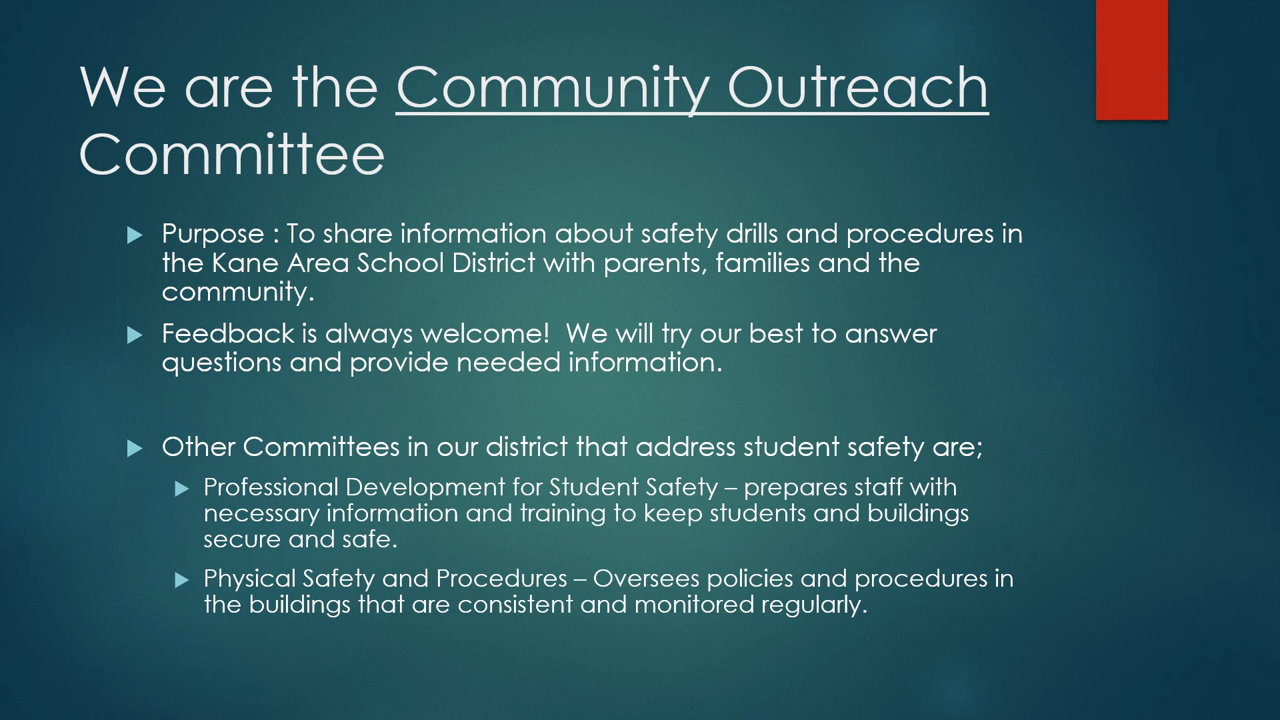 We are the Community Outreach
Committee
Purpose : To share information about safety drills and procedures in
the Kane Area School District with parents, families and the
community.
Feedback is always welcome!  We will try our best to answer
questions and provide needed information.
Other Committees in our district that address student safety are;
Professional Development for Student Safety – prepares staff with
necessary information and training to keep students and buildings
secure and safe.
Physical Safety and Procedures – Oversees policies and procedures in
the buildings that are consistent and monitored regularly.